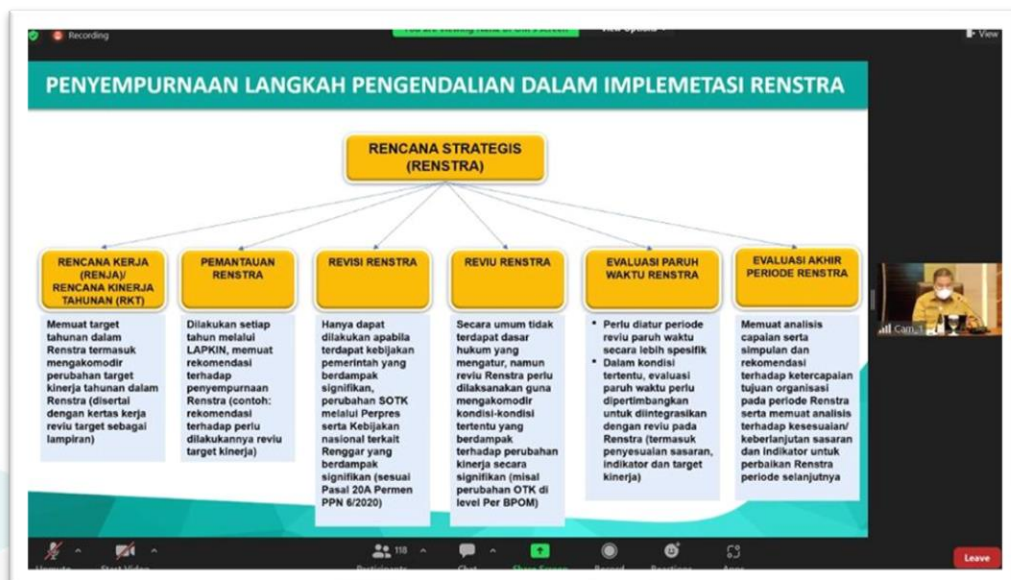 Recording
View
PENYEMPURNAAN LANGKAH PENGENDALIAN DALAM IMPLEMETASI RENSTRA
RENCANA STRATEGIS
(RENSTRA)
RENCANA KERJA
(RENJA)/
RENCANA KINERJA
TAHUNAN (RKT)
Memuat target
tahunan dalam
Renstra termasuk
mengakomodir
perubahan target
kinerja tahunan dalam
Renstra (disertai
dengan kertas kerja
reviu target sebagai
lampiran)
PEMANTAUAN
RENSTRA
Dilakukan setiap
tahun melalui
LAPKIN, memuat
rekomendasi
terhadap
penyempurnaan
Renstra (contoh:
rekomendasi
terhadap perlu
dilakukannya reviu
target kinerja)
REVISI RENSTRA
Hanya dapat
dilakukan apabila
terdapat kebijakan
pemerintah yang
berdampak
signifikan,
perubahan SOTK
melalui Perpres
serta Kebijakan
nasional terkait
Renggar yang
berdampak
signifikan (sesuai
Pasal 20A Permen
PPN 6/2020)
REVIU RENSTRA
Secara umum tidak
terdapat dasar
hukum yang
mengatur, namun
reviu Renstra perlu
dilaksanakan guna
mengakomodir
kondisi-kondisi
tertentu yang
berdampak
terhadap perubahan
kinerja secara
signifikan (misal
perubahan OTK di
level Per BPOM)
EVALUASI PARUH
WAKTU RENSTRA
• Perlu diatur periode
reviu paruh waktu
secara lebih spesifik
• Dalam kondisi
tertentu, evaluasi
paruh waktu perlu
dipertimbangkan
untuk diintegrasikan
dengan reviu pada
Renstra (termasuk
penyesuaian sasaran,
indikator dan target
kinerja)
EVALUASI AKHIR
PERIODE RENSTRA
Memuat analisis
capaian serta
simpulan dan
rekomendasi
terhadap ketercapaian
tujuan organisasi
pada periode Renstra
serta memuat analisis
terhadap kesesuaian/
keberlanjutan sasaran
dan Indikator untuk
perbaikan Renstra
periode selanjutnya
Cam_1
118
Leave